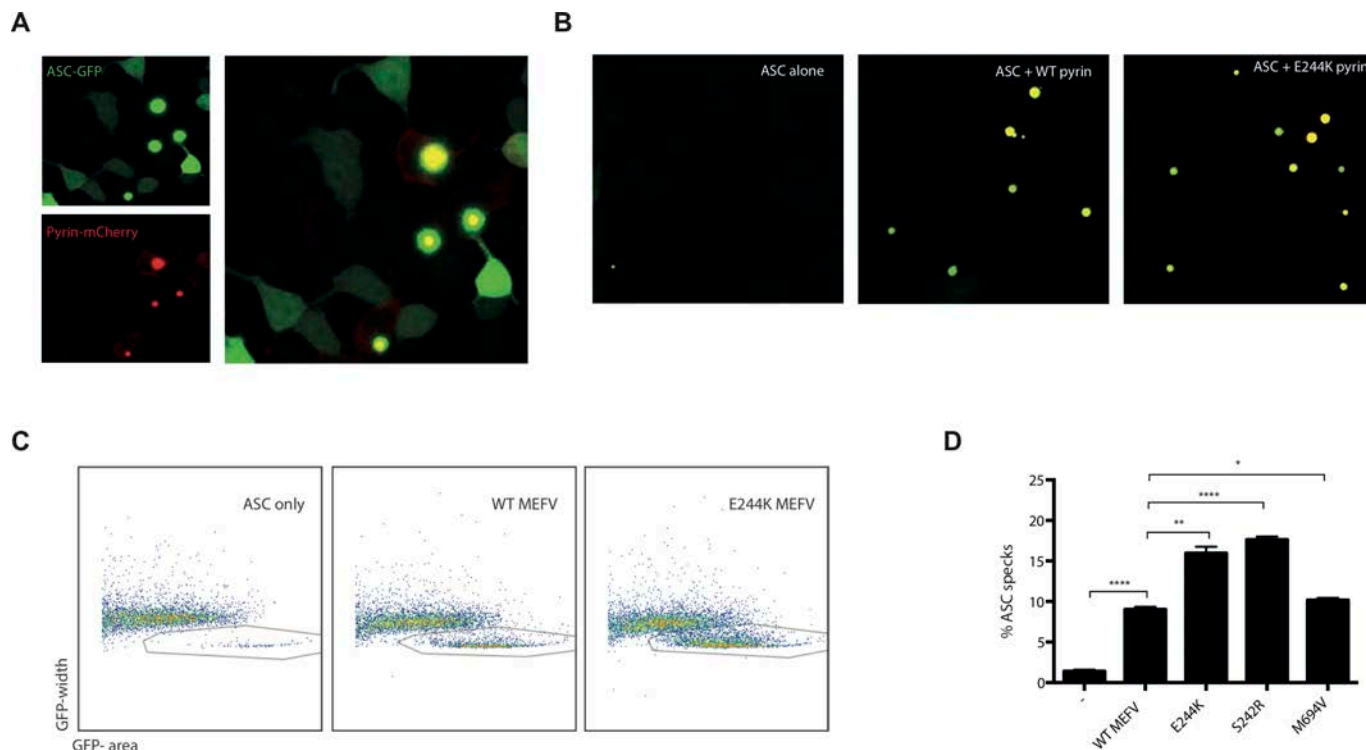 A
ASC-GFP
Pyrin-mCherry
B
ASC alone
ASC + WT pyrin
ASC + E244K pyrin
C
ASC only
WT MEFV
E244K MEFV
GFP-width
GFP- area
D
*
****
**
****
% ASC specks
25
20
15
10
5
0
-
WT MEFV
E244K
S242R
M694V